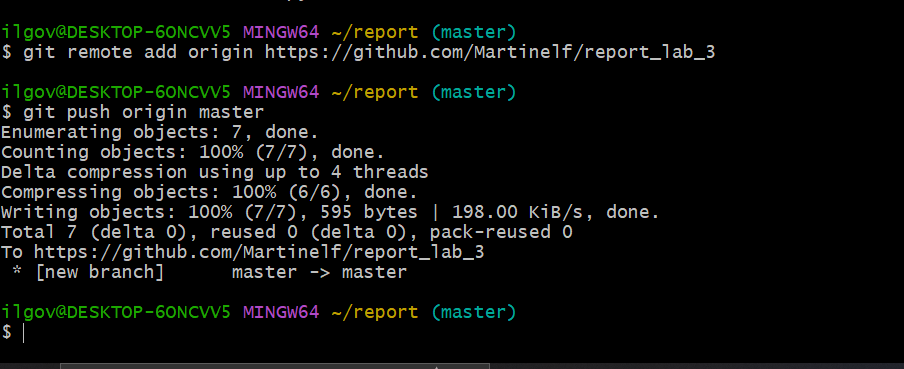 ilgov@DESKTOP-6ONCVV5 MINGW64 ~/report (master)
$ git remote add origin https://github.com/Martinelf/report_lab_3
ilgov@DESKTOP-6ONCVV5 MINGW64 ~/report (master)
$ git push origin master
Enumerating objects: 7, done.
Counting objects: 100% (7/7), done.
Delta compression using up to 4 threads
Compressing objects: 100% (6/6), done.
Writing objects: 100% (7/7), 595 bytes | 198.00 KiB/s, done.
Total 7 (delta 0), reused 0 (delta 0), pack-reused 0
To https://github.com/Martinelf/report_lab_3
 * [new branch]      master -> master
ilgov@DESKTOP-6ONCVV5 MINGW64 ~/report (master)
$